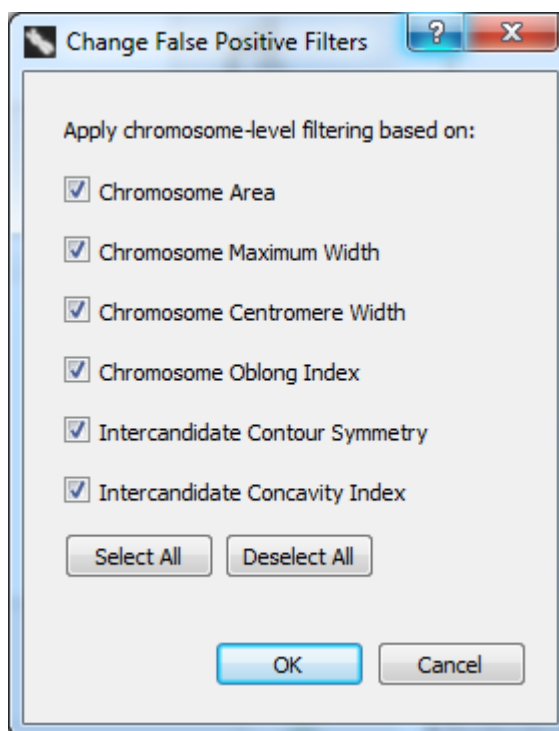 Change False Positive Filters
?
X
Apply chromosome-level filtering based on:
Chromosome Area
Chromosome Maximum Width
Chromosome Centromere Width
Chromosome Oblong Index
Intercandidate Contour Symmetry
Intercandidate Concavity Index
Select All
Deselect All
OK
Cancel